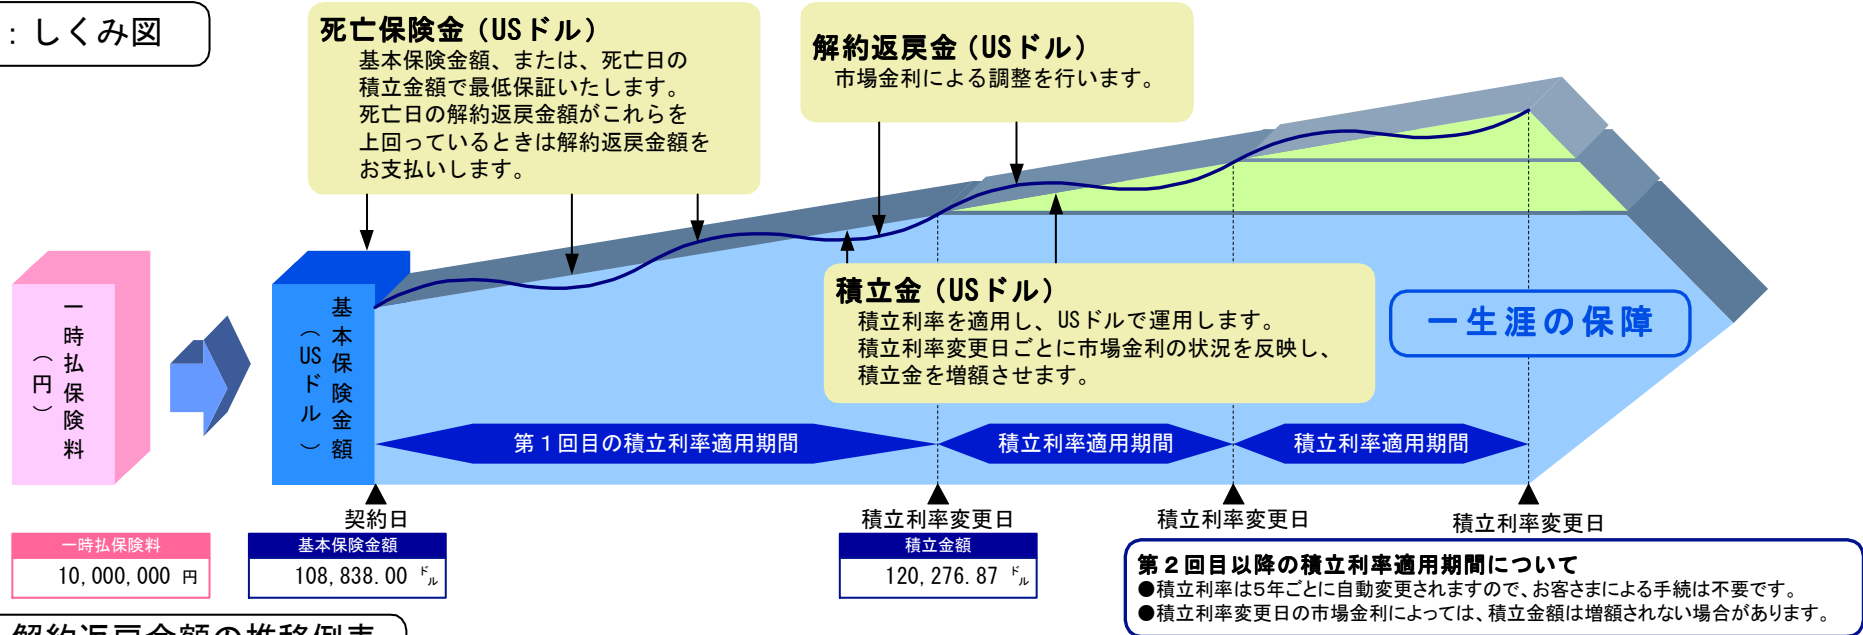 ：しくみ図
死亡保険金（USドル）
基本保険金額、または、死亡日の
積立金額で最低保証いたします。
死亡日の解約返戻金額がこれらを
上回っているときは解約返戻金額を
お支払いします。
解約返戻金（USドル）
市場金利による調整を行います。
積立金（USドル）
積立利率を適用し、USドルで運用します。
積立利率変更日ごとに市場金利の状況を反映し、
積立金を増額させます。
一生涯の保障
一時払保険料
（円）
基本保険金額
（USドル）
第1回目の積立利率適用期間
積立利率適用期間
積立利率適用期間
契約日
積立利率変更日
積立利率変更日
積立利率変更日
一時払保険料
10,000,000 円
基本保険金額
108,838.00 ドル
積立金額
120,276.87 ドル
第2回目以降の積立利率適用期間について
●積立利率は5年ごとに自動変更されますので、お客さまによる手続は不要です。
●積立利率変更日の市場金利によっては、積立金額は増額されない場合があります。
解約返戻金額の推移例表